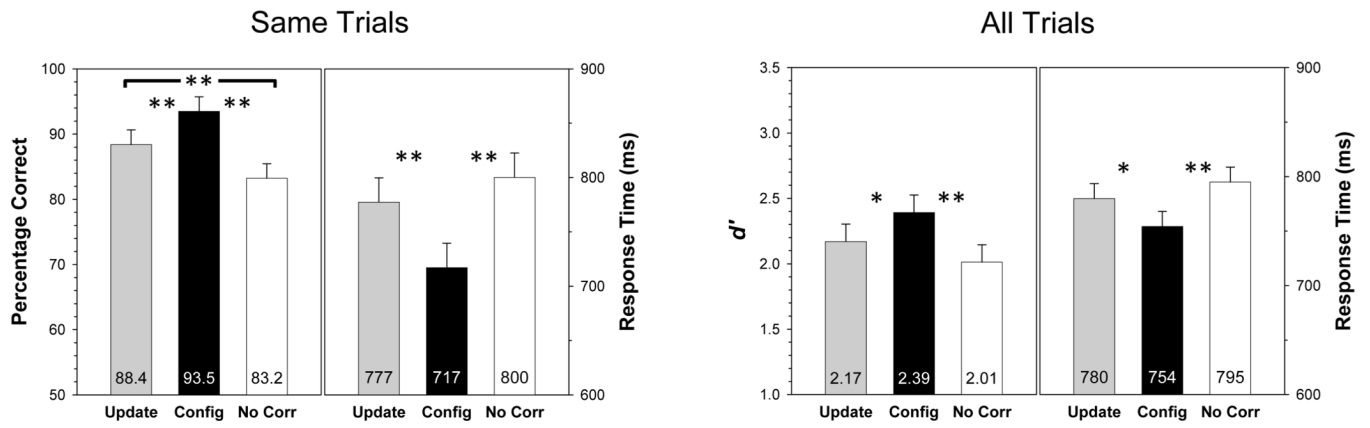 Same Trials
All Trials
Percentage Correct
100
90
80
70
60
50
**
** **
88.4 93.5 83.2
Update Config No Corr
** **
777 717 800
Update Config No Corr
900
800
700
600
Response Time (ms)
d'
3.5
3.0
2.5
2.0
1.5
1.0
* **
2.17 2.39 2.01
Update Config No Corr
* **
780 754 795
Update Config No Corr
900
800
700
600
Response Time (ms)